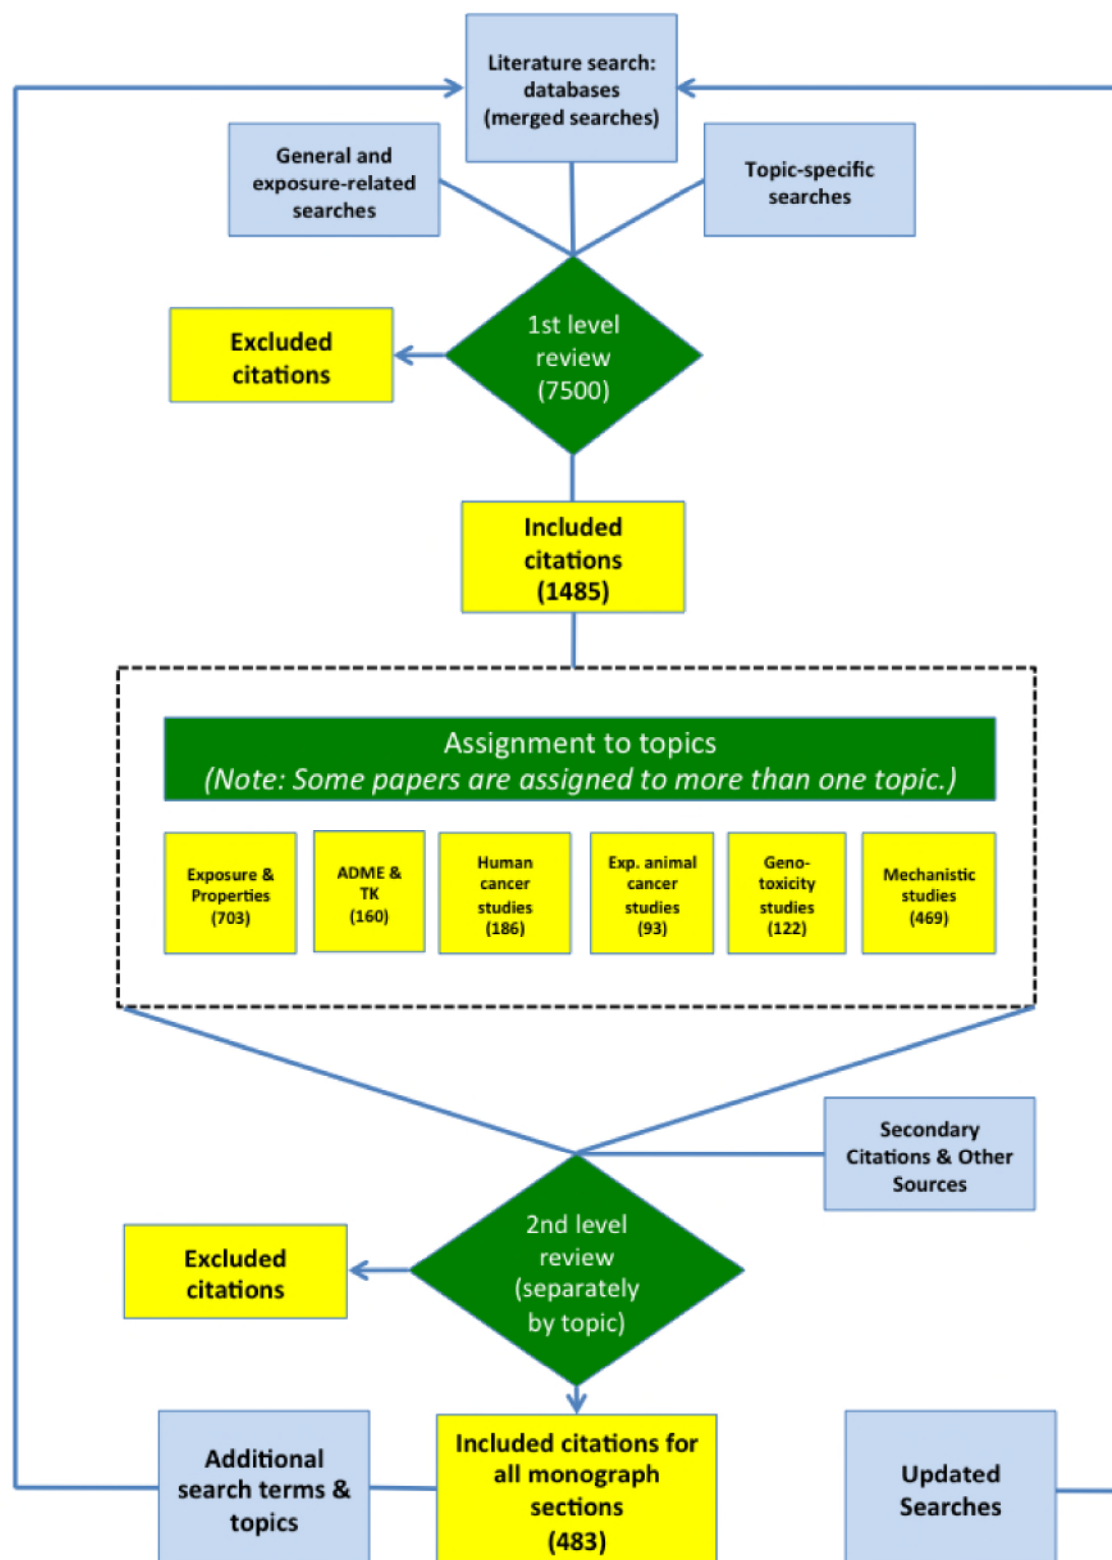 Literature search:
databases
(merged searches)
General and
exposure-related
searches
Topic-specific
searches
1st level
review
(7500)
Excluded
citations
Included
citations
(1485)
Assignment to topics
(Note: Some papers are assigned to more than one topic.)
Exposure &
Properties
(703)
ADME &
TK
(160)
Human
cancer
studies
(186)
Exp. animal
cancer
studies
(93)
Geno-
toxicity
studies
(122)
Mechanistic
studies
(469)
Secondary
Citations & Other
Sources
2nd level
review
(separately
by topic)
Excluded
citations
Additional
search terms &
topics
Included citations for
all monograph
sections
(483)
Updated
Searches